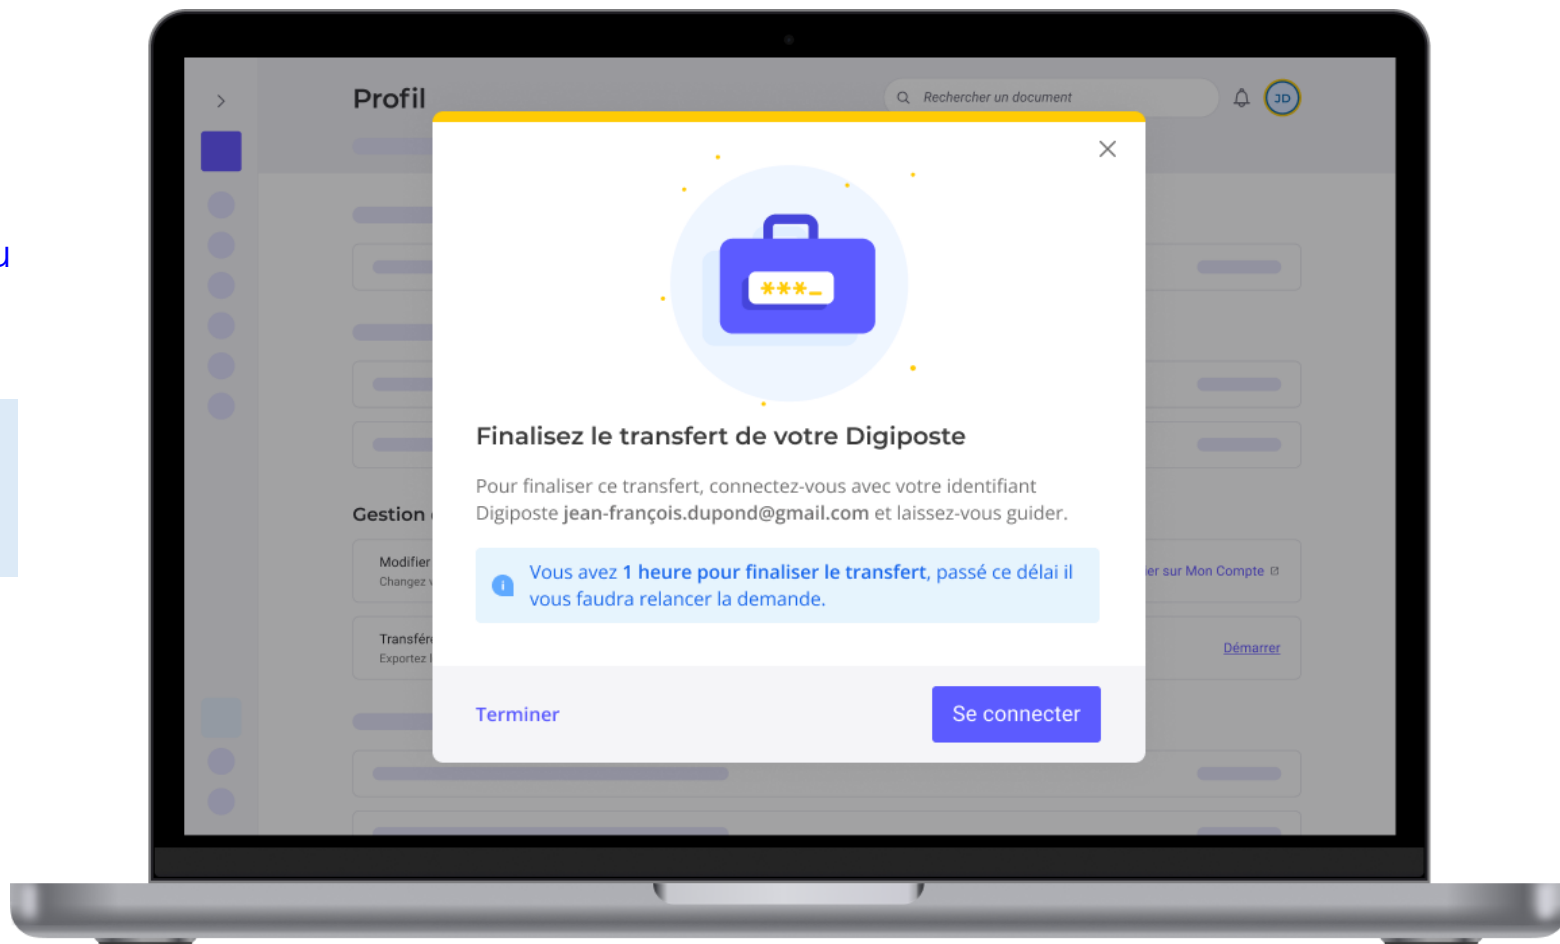 Profil
Rechercher un document
JD
***_
Finalisez le transfert de votre Digiposte
Pour finaliser ce transfert, connectez-vous avec votre identifiant
Digiposte jean-françois.dupond@gmail.com et laissez-vous guider.
Gestion
Vous avez 1 heure pour finaliser le transfert, passé ce délai il
vous faudra relancer la demande.
Modifier
Changez
er sur Mon Compte
Transfére
Exportez
Démarrer
Terminer
Se connecter